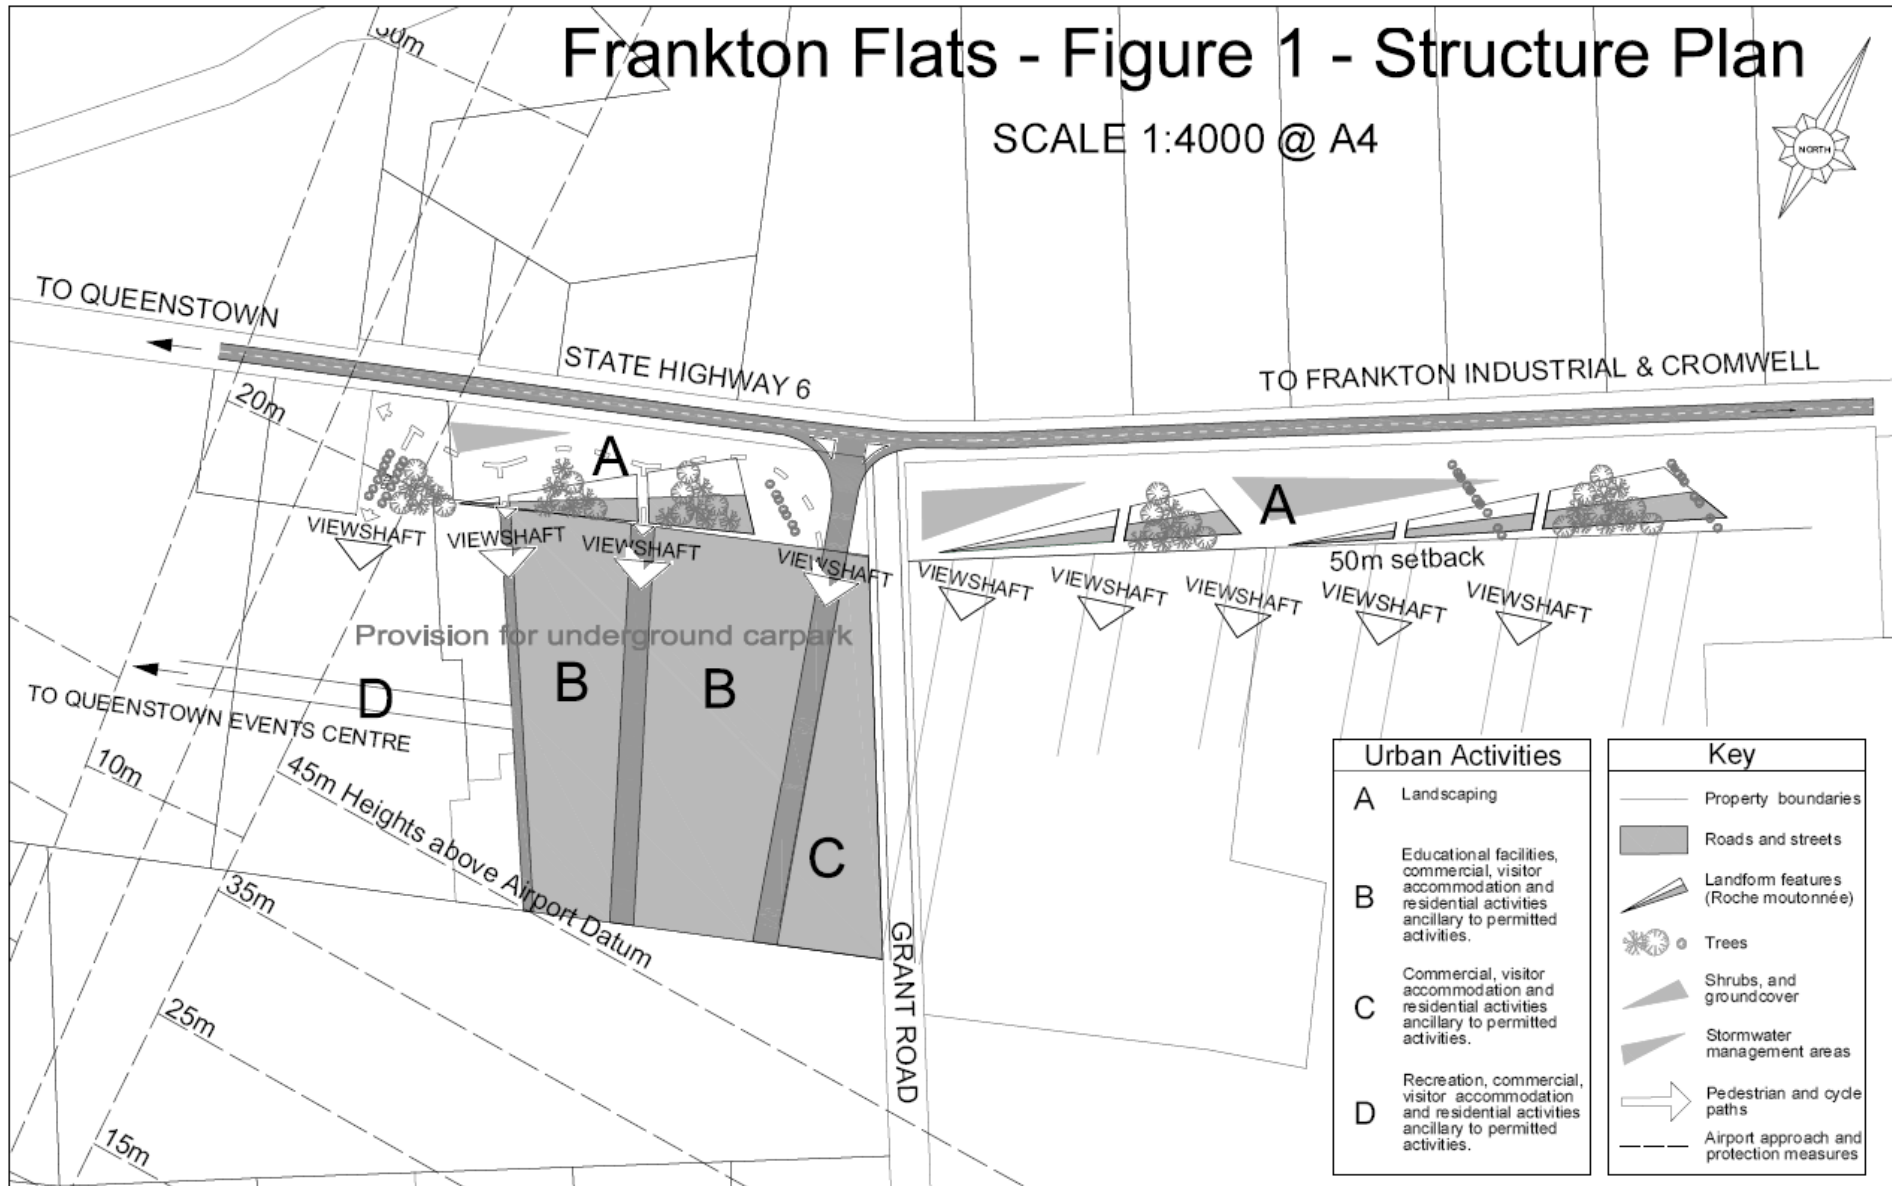 30m
Frankton Flats - Figure 1 - Structure Plan
SCALE 1:4000 @ A4
NORTH
TO QUEENSTOWN
STATE HIGHWAY 6
TO FRANKTON INDUSTRIAL & CROMWELL
20m
A
A
VIEWSHAFT
VIEWSHAFT
VIEWSHAFT
VIEWSHAFT
VIEWSHAFT
VIEWSHAFT
VIEWSHAFT
VIEWSHAFT
VIEWSHAFT
50m setback
Provision for underground carpark
B
B
C
D
TO QUEENSTOWN EVENTS CENTRE
10m
45m Heights above Airport Datum
35m
25m
15m
GRANT ROAD
Urban Activities
A Landscaping
B
Educational facilities,
commercial, visitor
accommodation and
residential activities
ancillary to permitted
activities.
C
Commercial, visitor
accommodation and
residential activities
ancillary to permitted
activities.
D
Recreation, commercial,
visitor accommodation
and residential activities
ancillary to permitted
activities.
Key
Property boundaries
Roads and streets
Landform features
(Roche moutonnée)
Trees
Shrubs, and
groundcover
Stormwater
management areas
Pedestrian and cycle
paths
Airport approach and
protection measures